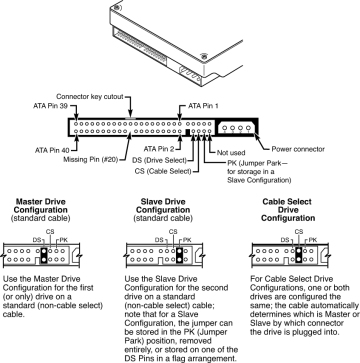 Connector key cutout
ATA Pin 39
ATA Pin 1
ATA Pin 40
ATA Pin 2
Missing Pin (#20)
DS (Drive Select)
CS (Cable Select)
Not used
PK (Jumper Park—
for storage in a
Slave Configuration)
Power connector
Master Drive
Configuration
(standard cable)
CS
DS
PK
Use the Master Drive
Configuration for the first
(or only) drive on a
standard (non-cable select)
cable.
Slave Drive
Configuration
(standard cable)
CS
DS
PK
Use the Slave Drive
Configuration for the second
drive on a standard
(non-cable select) cable;
note that for a Slave
Configuration, the jumper can
be stored in the PK (Jumper
Park) position, removed
entirely, or stored on one of the
DS Pins in a flag arrangement.
Cable Select
Drive
Configuration
CS
DS
PK
For Cable Select Drive
Configurations, one or both
drives are configured the
same; the cable automatically
determines which is Master or
Slave by which connector
the drive is plugged into.